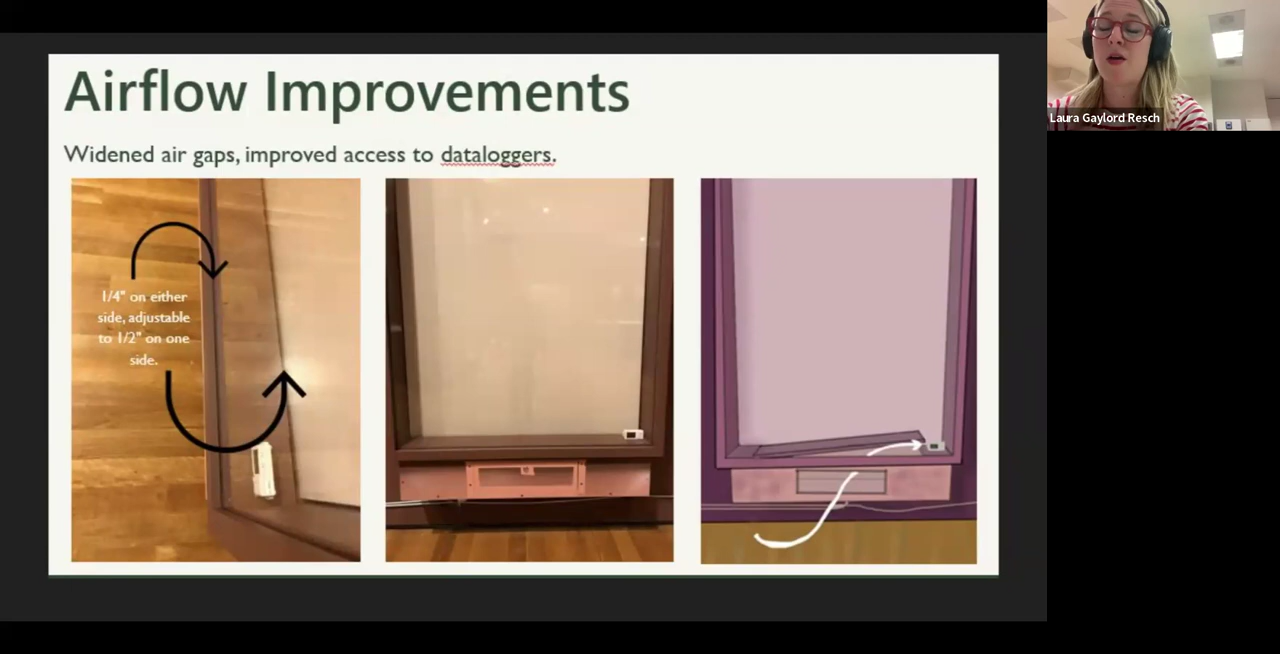 Airflow Improvements
Widened air gaps, improved access to dataloggers.
1/4" on either
side, adjustable
to 1/2" on one
side.
Laura Gaylord Resch